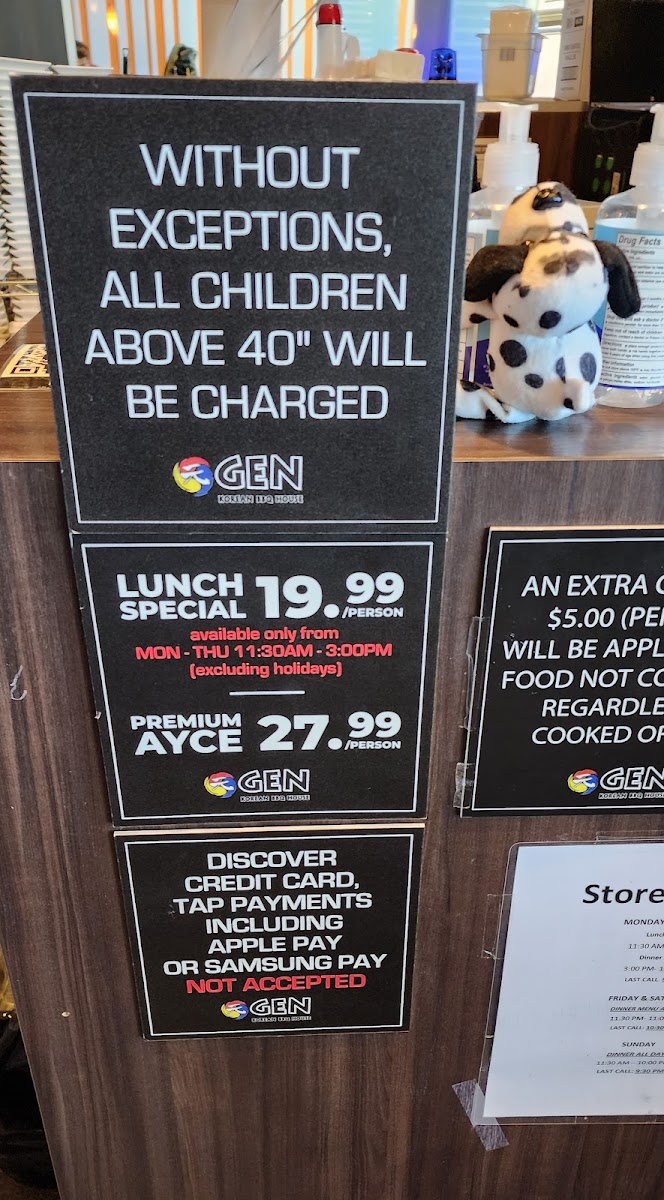 WITHOUT
EXCEPTIONS,
ALL CHILDREN
ABOVE 40" WILL
BE CHARGED
GEN
KOREAN BBQ HOUSE
LUNCH
SPECIAL 19.99
/PERSON
available only from
MON - THU 11:30AM - 3:00PM
(excluding holidays)
PREMIUM
AYCE 27.99
/PERSON
GEN
KOREAN BBQ HOUSE
DISCOVER
CREDIT CARD,
TAP PAYMENTS
INCLUDING
APPLE PAY
OR SAMSUNG PAY
NOT ACCEPTED
GEN
KOREAN BBQ HOUSE
Drug Facts
AN EXTRA
$5.00
WILL BE
FOOD NOT
COOKED
GEN
KOREAN BBQ HOUSE
Store
MONDAY
11:30 AM
Dinner
3:00 PM-
LAST CALL:
FRIDAY &
DINNER MENU
11:30 PM-
LAST CALL: 10:30
SUNDAY
DINNER ALL DAY
11:30 AM - 10:00
LAST CALL: 9:30 PM